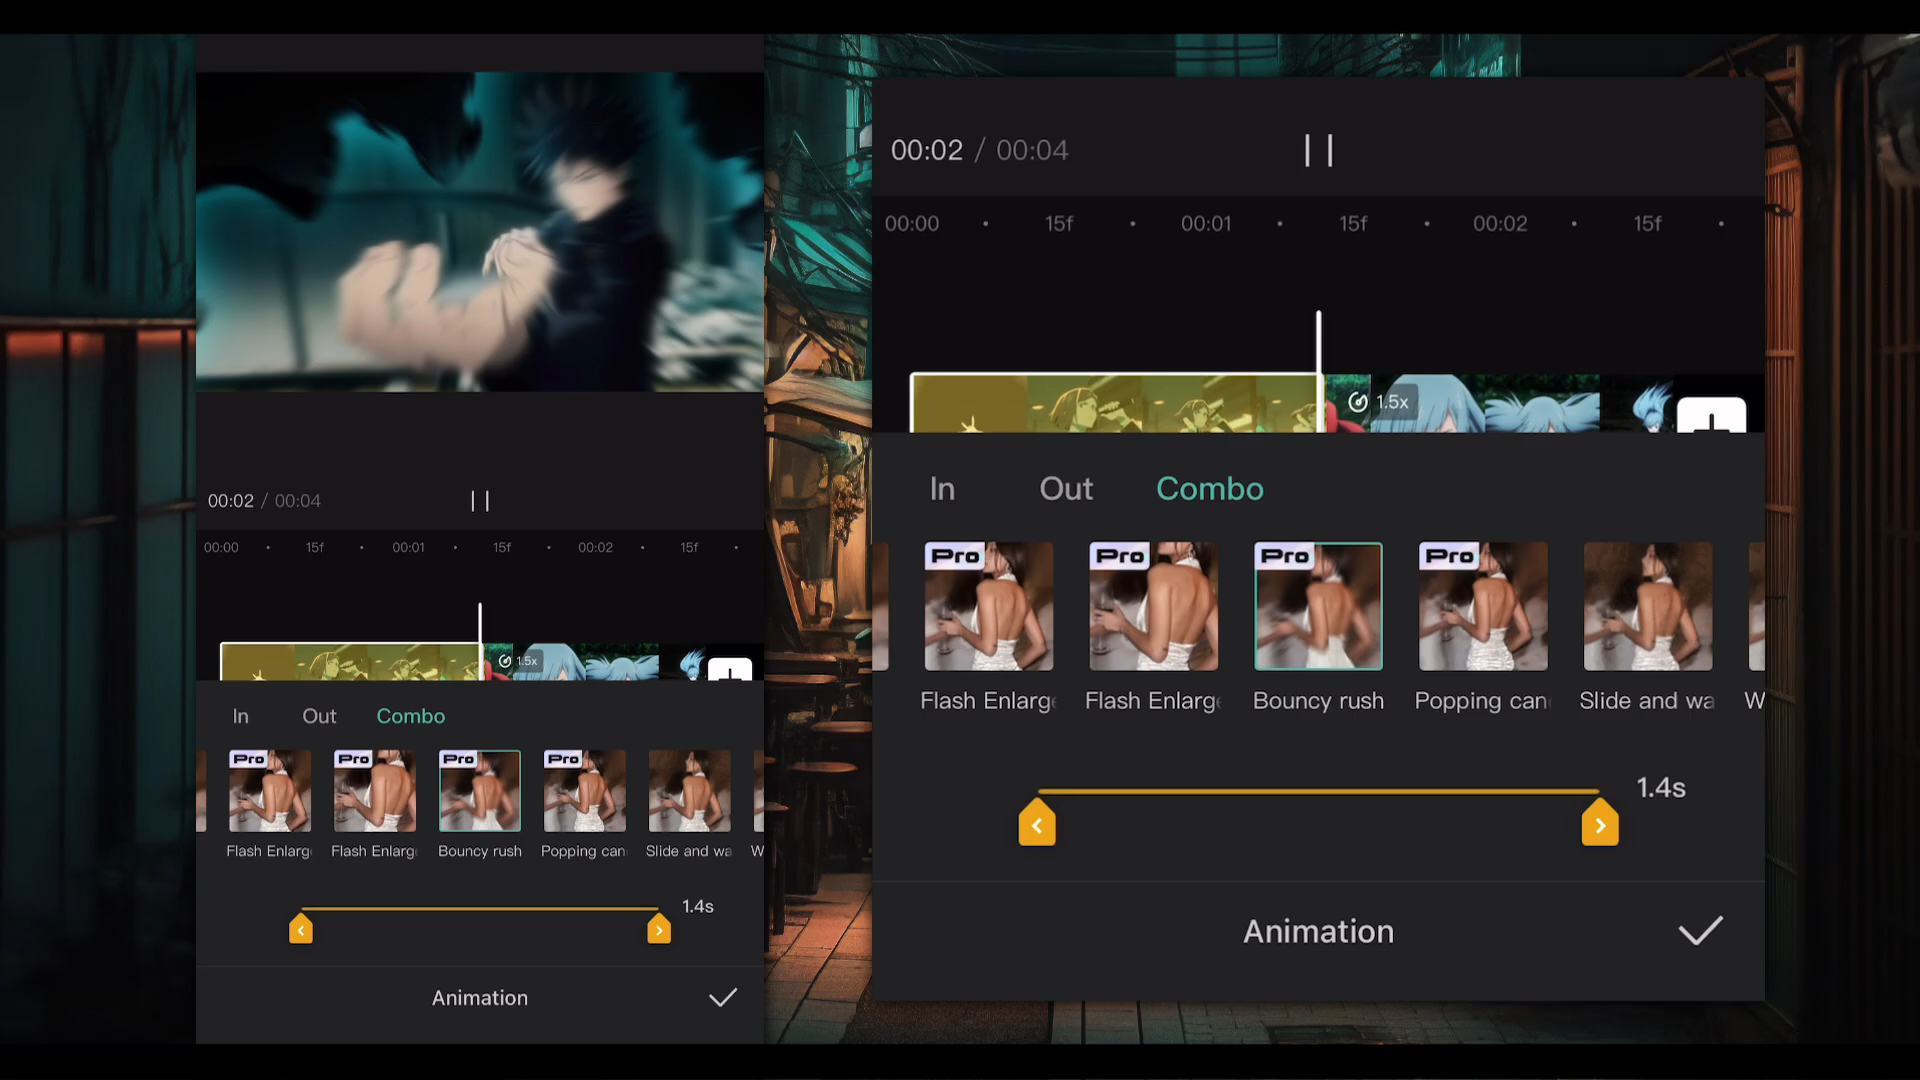 00:02 / 00:04
00:00 15f 00:01 15f 00:02 15f
1.5x
In Out Combo
Pro Pro Pro Pro
Flash Enlarg Flash Enlarg Bouncy rush Popping can Slide and wa W
1.4s
Animation
00:02 / 00:04
00:00 15f 00:01 15f 00:02 15f
1.5x
In Out Combo
Pro Pro Pro Pro
Flash Enlarg Flash Enlarg Bouncy rush Popping can Slide and wa W
1.4s
Animation